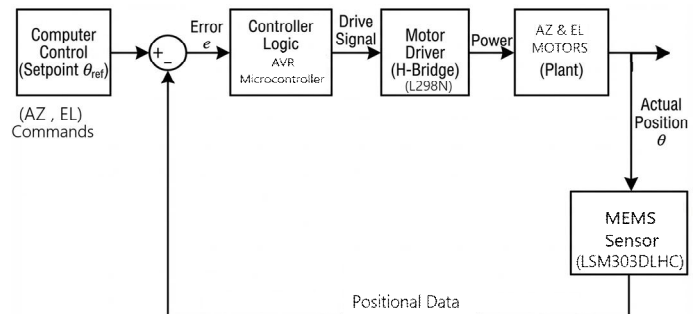 Computer
Control
(Setpoint θref)
(AZ , EL)
Commands
+
−
Error
e
Controller
Logic
AVR
Microcontroller
Drive
Signal
Motor
Driver
(H-Bridge)
(L298N)
Power
AZ & EL
MOTORS
(Plant)
Actual
Position
θ
MEMS
Sensor
(LSM303DLHC)
Positional Data